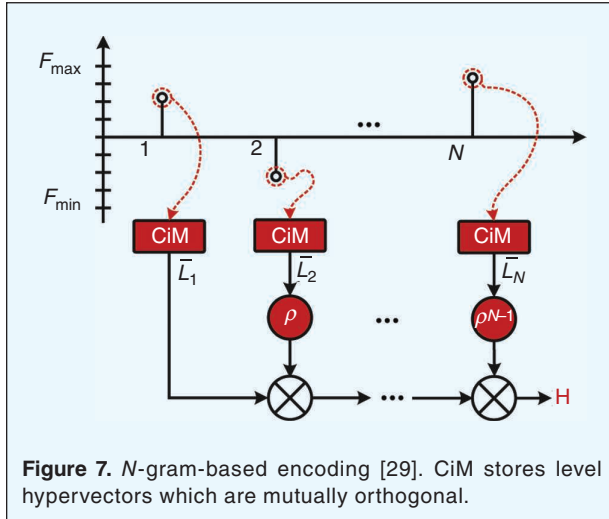 F_max
F_min
1
2
•••
N
CiM
CiM
CiM
L̄_1
L̄_2
L̄_N
ρ
•••
ρ^{N–1}
•••
H
Figure 7. N-gram-based encoding [29]. CiM stores level
hypervectors which are mutually orthogonal.